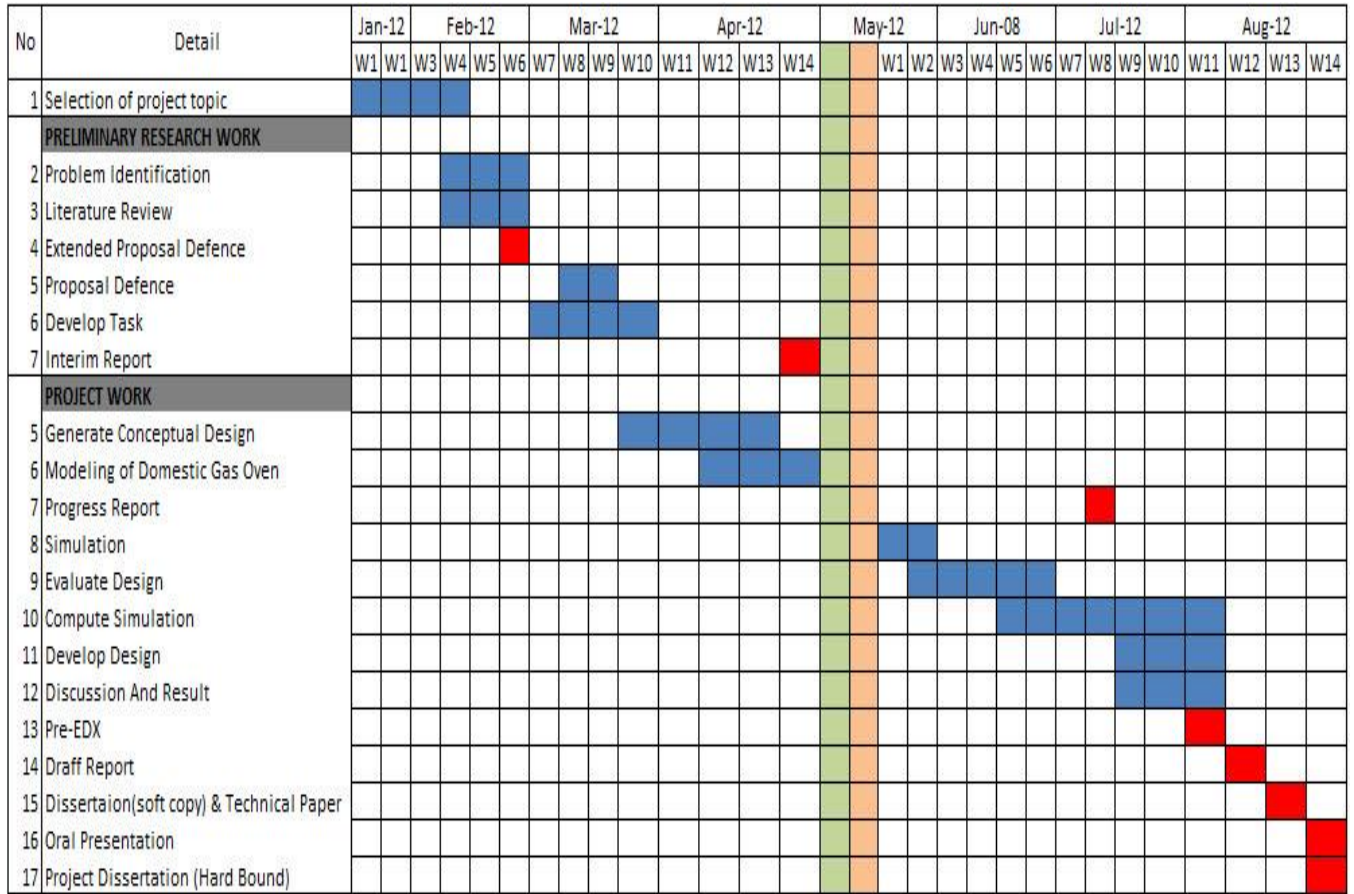 No Detail Jan-12 Feb-12 Mar-12 Apr-12 May-12 Jun-08 Jul-12 Aug-12
W1 W1 W3 W4 W5 W6 W7 W8 W9 W10 W11 W12 W13 W14 W1 W2 W3 W4 W5 W6 W7 W8 W9 W10 W11 W12 W13 W14
1 Selection of project topic
PRELIMINARY RESEARCH WORK
2 Problem Identification
3 Literature Review
4 Extended Proposal Defence
5 Proposal Defence
6 Develop Task
7 Interim Report
PROJECT WORK
5 Generate Conceptual Design
6 Modeling of Domestic Gas Oven
7 Progress Report
8 Simulation
9 Evaluate Design
10 Compute Simulation
11 Develop Design
12 Discussion And Result
13 Pre-EDX
14 Draff Report
15 Dissertaion(soft copy) & Technical Paper
16 Oral Presentation
17 Project Dissertation (Hard Bound)